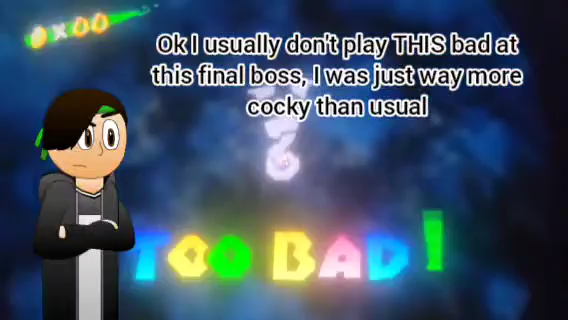 0x00
Ok I usually don't play THIS bad at
this final boss, I was just way more
cocky than usual
TOO BAD!